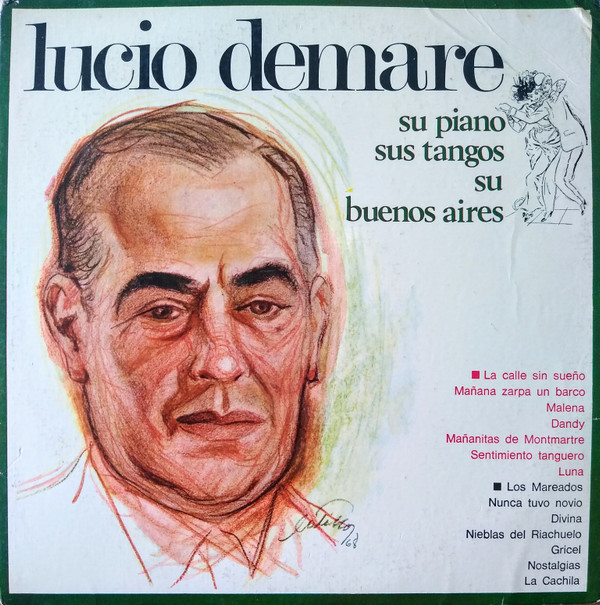 lucio demare
su piano
sus tangos
su
buenos aires
■ La calle sin sueño
Mañana zarpa un barco
Malena
Dandy
Mañanitas de Montmartre
Sentimiento tanguero
Luna
■ Los Mareados
Nunca tuvo novio
Divina
Nieblas del Riachuelo
Gricel
Nostalgias
La Cachila
/68